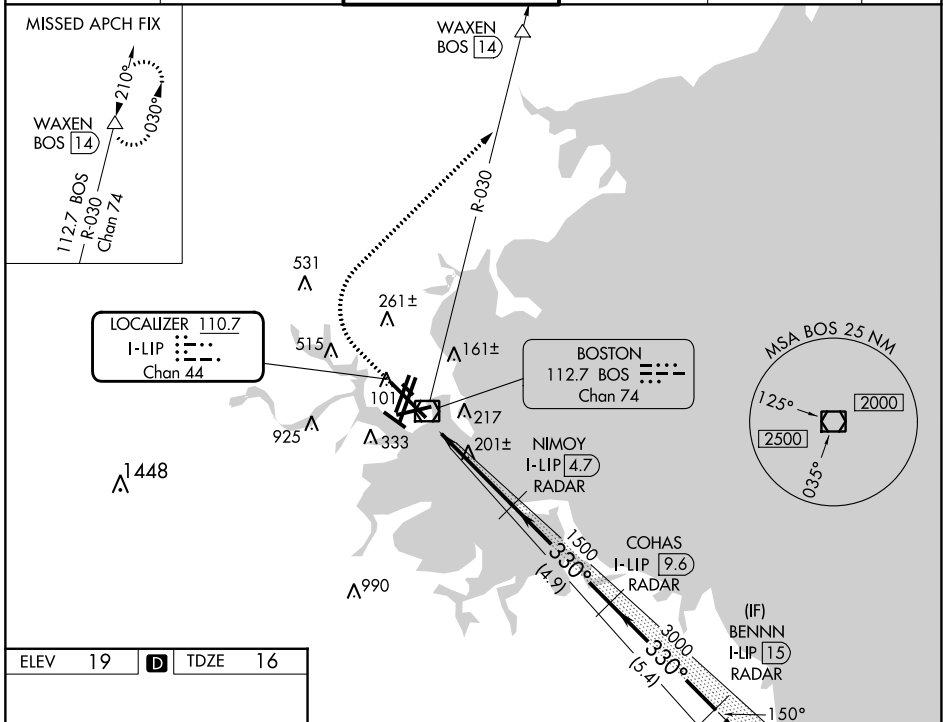 MISSED APCH FIX
210°
030°
WAXEN
BOS 14
112.7 BOS
R-030
Chan 74
WAXEN
BOS 14
R-030
531
261±
LOCALIZER 110.7
I-LIP
Chan 44
515
161±
BOSTON
112.7 BOS
Chan 74
MSA BOS 25 NM
125°
2000
2500
035°
101
217
925
333
201±
NIMOY
I-LIP 4.7
RADAR
1448
1500
330°
(4.9)
COHAS
I-LIP 9.6
RADAR
990
3000
330°
(5.4)
(IF)
BENNN
I-LIP 15
RADAR
150°
ELEV 19 D TDZE 16